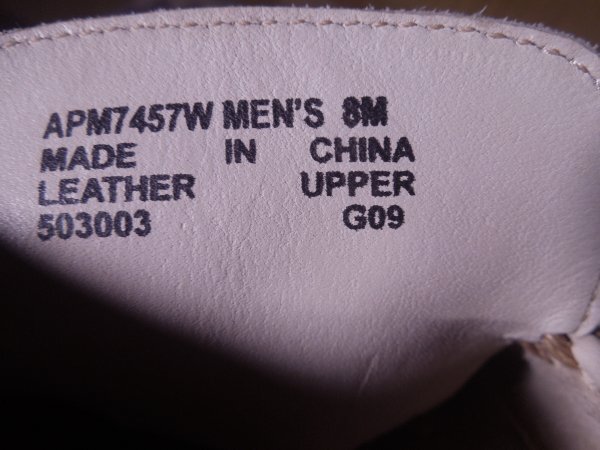 APM7457W MEN'S 8M
MADE IN CHINA
LEATHER UPPER
503003 G09